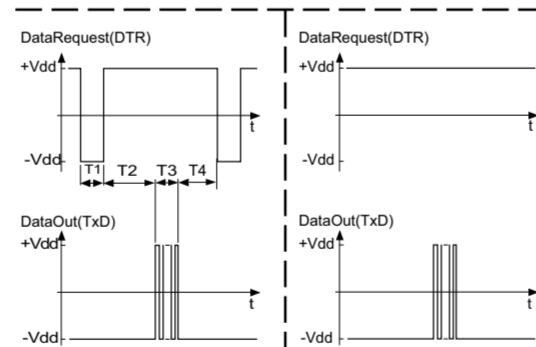 DataRequest(DTR)
+Vdd
t
-Vdd
T1 T2 T3 T4
DataOut(TxD)
+Vdd
t
-Vdd
DataRequest(DTR)
+Vdd
t
-Vdd
DataOut(TxD)
+Vdd
t
-Vdd